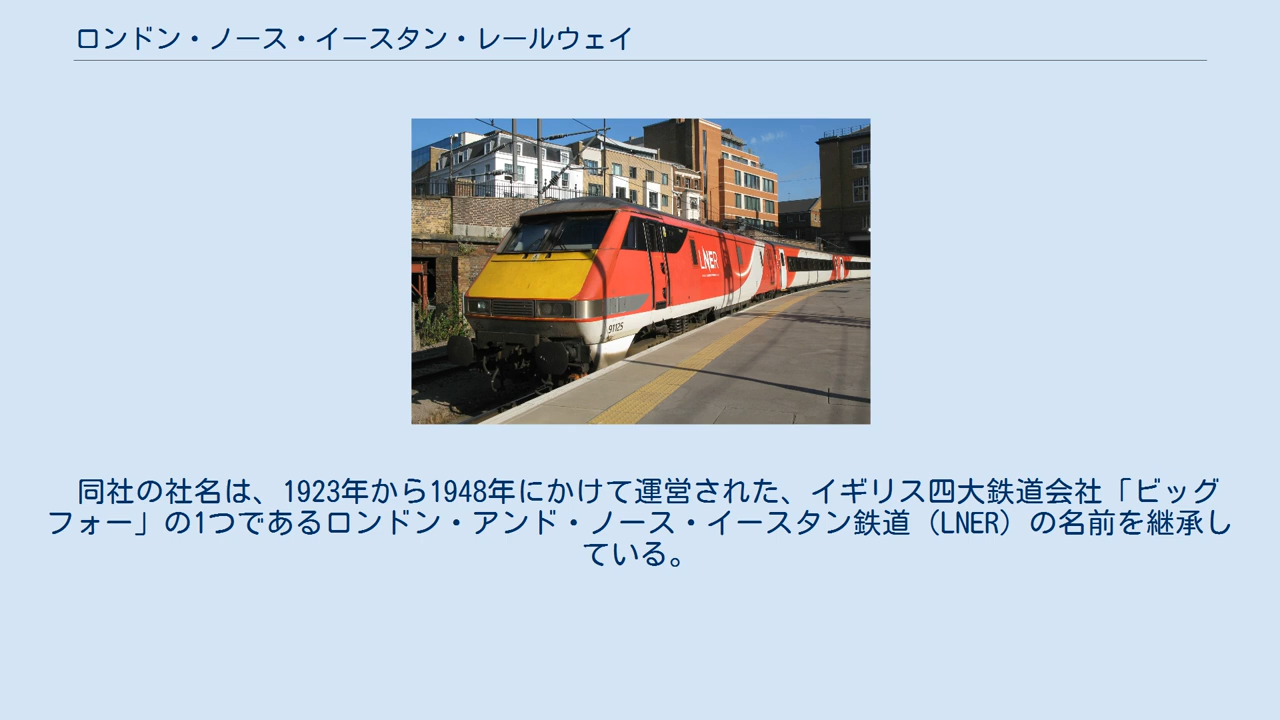 ロンドン・ノース・イースタン・レールウェイ
LNER
91125
同社の社名は、1923年から1948年にかけて運営された、イギリス四大鉄道会社「ビッグ
フォー」の1つであるロンドン・アンド・ノース・イースタン鉄道（LNER）の名前を継承し
ている。